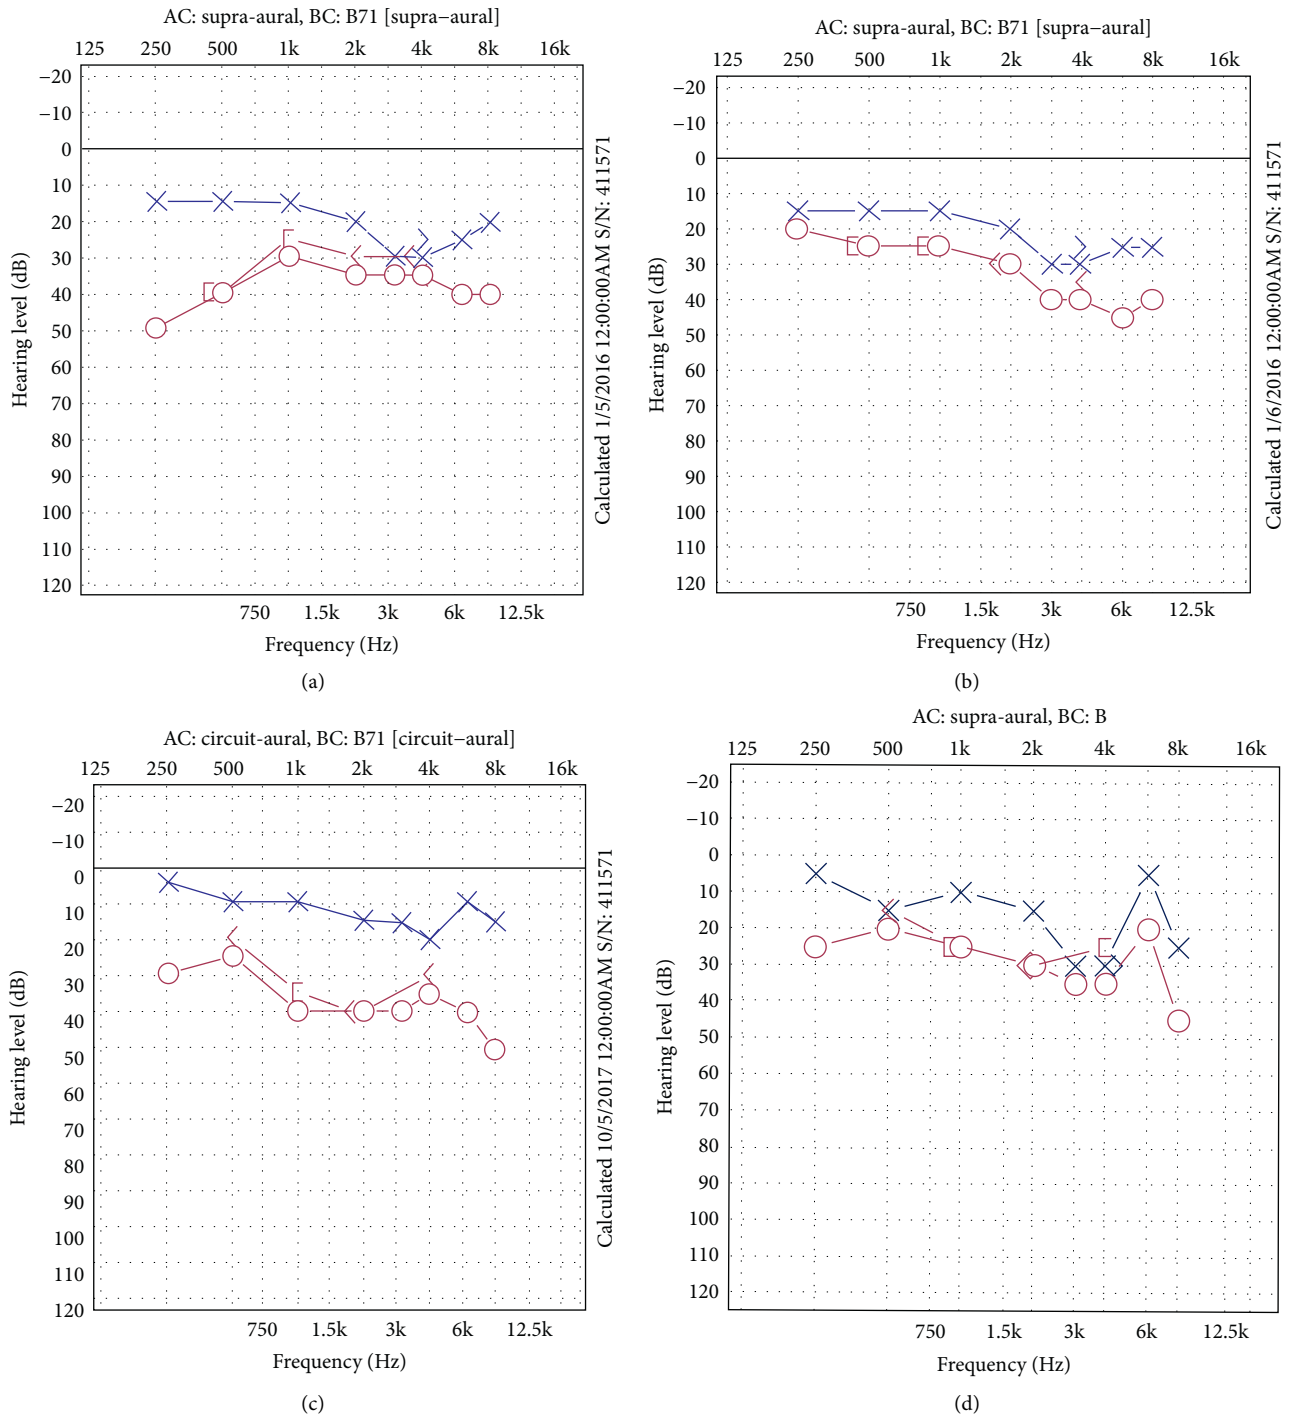 AC: supra-aural, BC: B71 [supra−aural]
125 250 500 1k 2k 4k 8k 16k
−20
−10
0
10
20
30
40
50
60
70
80
90
100
110
120
Hearing level (dB)
Calculated 1/5/2016 12:00:00AM S/N: 411571
750 1.5k 3k 6k 12.5k
Frequency (Hz)
(a)
AC: supra-aural, BC: B71 [supra−aural]
125 250 500 1k 2k 4k 8k 16k
−20
−10
0
10
20
30
40
50
60
70
80
90
100
110
120
Hearing level (dB)
Calculated 1/6/2016 12:00:00AM S/N: 411571
750 1.5k 3k 6k 12.5k
Frequency (Hz)
(b)
AC: circuit-aural, BC: B71 [circuit−aural]
125 250 500 1k 2k 4k 8k 16k
−20
−10
0
10
20
30
40
50
60
70
80
90
100
110
120
Hearing level (dB)
Calculated 10/5/2017 12:00:00AM S/N: 411571
750 1.5k 3k 6k 12.5k
Frequency (Hz)
(c)
AC: supra-aural, BC: B
125 250 500 1k 2k 4k 8k 16k
−20
−10
0
10
20
30
40
50
60
70
80
90
100
110
120
Hearing level (dB)
750 1.5k 3k 6k 12.5k
Frequency (Hz)
(d)